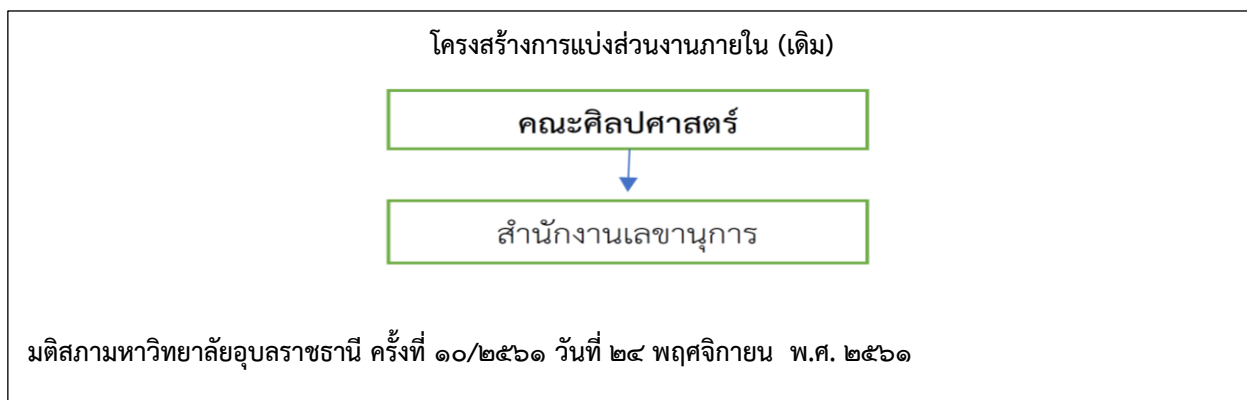 โครงสร้างการแบ่งส่วนงานภายใน (เดิม)
คณะศิลปศาสตร์
สำนักงานเลขานุการ
มติสภามหาวิทยาลัยอุบลราชธานี ครั้งที่ ๑๐/๒๕๖๑ วันที่ ๒๔ พฤศจิกายน พ.ศ. ๒๕๖๑